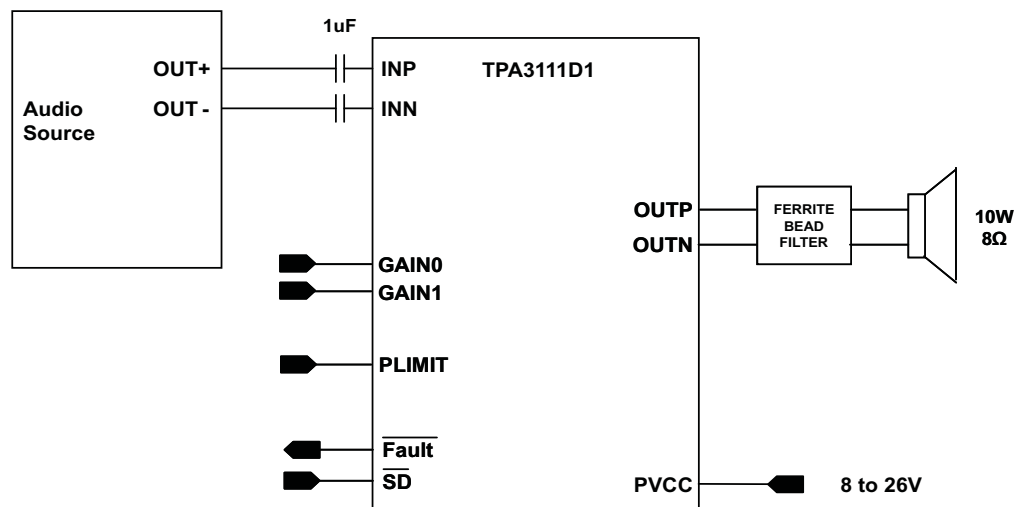 1uF
OUT+
INP
TPA3111D1
Audio
Source
OUT -
INN
OUTP
OUTN
FERRITE
BEAD
FILTER
10W
8Ω
GAIN0
GAIN1
PLIMIT
Fault
SD
PVCC
8 to 26V